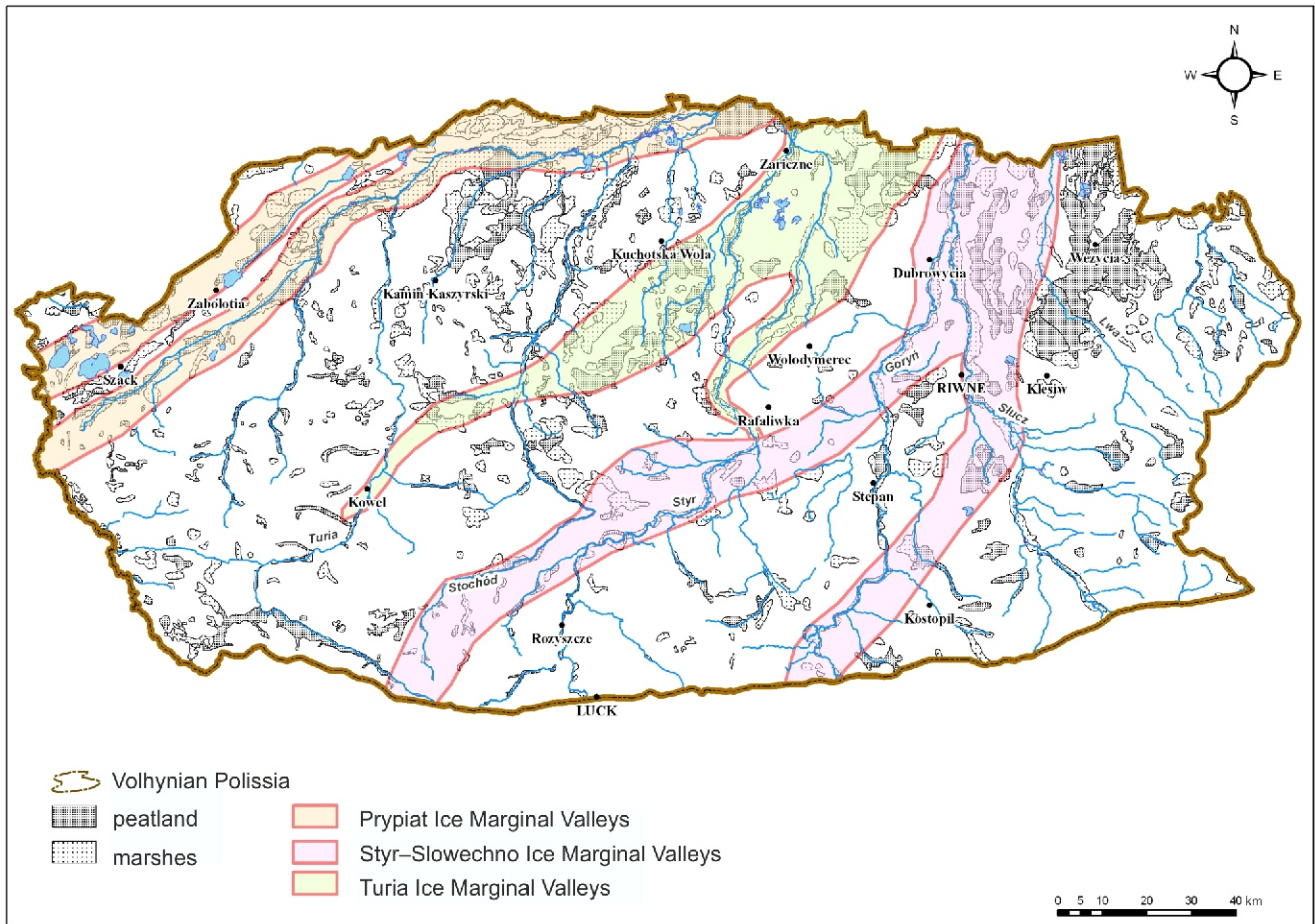 N
W E
S
Zariczne
Kuchotska Wola
Dubrowycia
Wezycia
Zabolotia
Kamin Kaszyrski
Lwa
Wolodymerec
Szack
Goryń
RIWNE
Klesiw
Rafaliwka
Słucz
Kowel
Styr
Stepan
Turia
Stochód
Kostopil
Rozyszcze
LUCK
Volhynian Polissia
peatland
marshes
Prypiat Ice Marginal Valleys
Styr–Slowechno Ice Marginal Valleys
Turia Ice Marginal Valleys
0 5 10 20 30 40 km